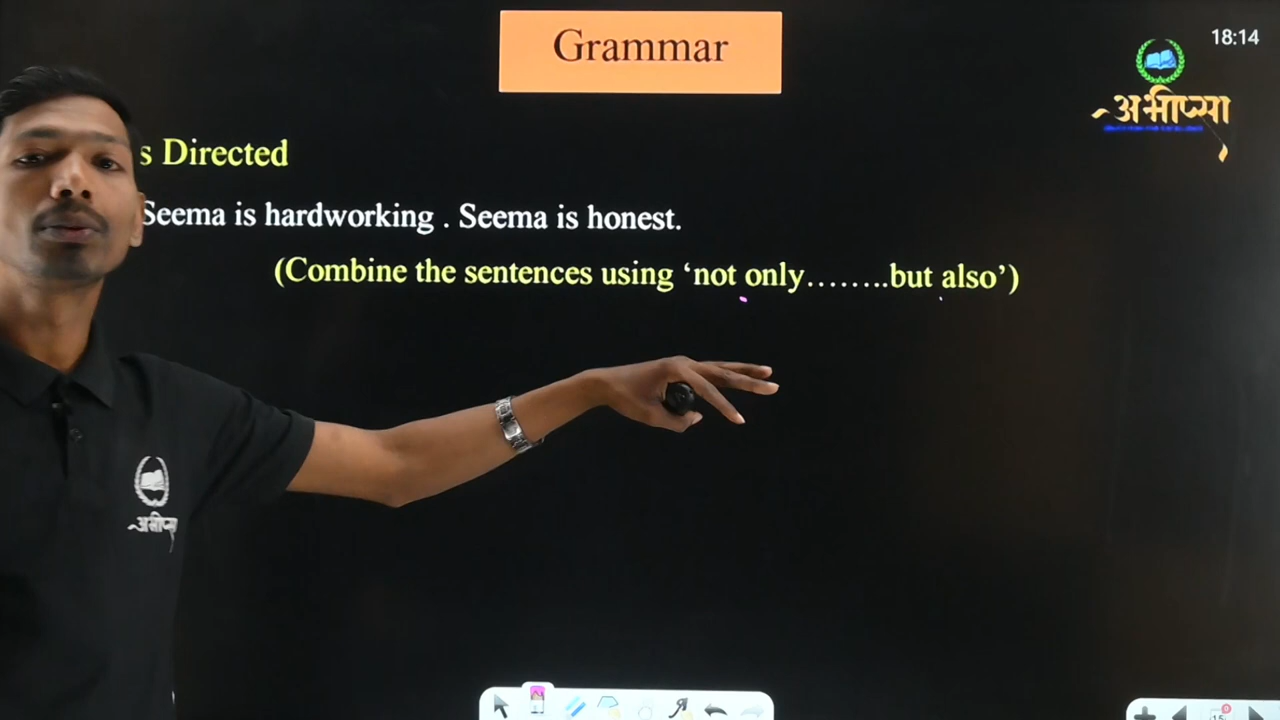 Grammar
18:14
अभीप्सा
s Directed
Seema is hardworking . Seema is honest.
(Combine the sentences using ‘not only……..but also’)
अभीप्सा